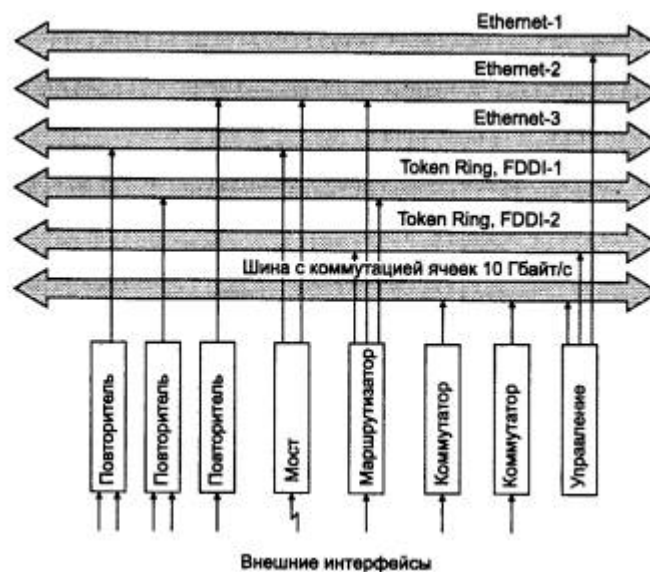 Ethernet-1
Ethernet-2
Ethernet-3
Token Ring, FDDI-1
Token Ring, FDDI-2
Шина с коммутацией ячеек 10 Гбайт/с
Повторитель
Повторитель
Повторитель
Мост
Маршрутизатор
Коммутатор
Коммутатор
Управление
Внешние интерфейсы